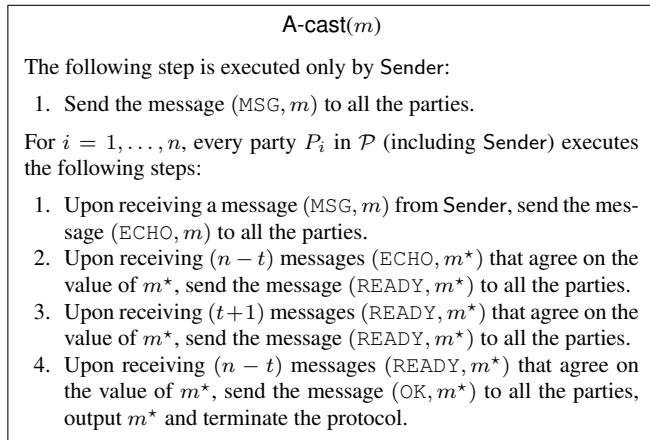 A-cast(m)
The following step is executed only by Sender:
1. Send the message (MSG, m) to all the parties.
For i = 1, . . . , n, every party Pᵢ in 𝒫 (including Sender) executes
the following steps:
1. Upon receiving a message (MSG, m) from Sender, send the mes-
sage (ECHO, m) to all the parties.
2. Upon receiving (n − t) messages (ECHO, m⋆) that agree on the
value of m⋆, send the message (READY, m⋆) to all the parties.
3. Upon receiving (t+1) messages (READY, m⋆) that agree on the
value of m⋆, send the message (READY, m⋆) to all the parties.
4. Upon receiving (n − t) messages (READY, m⋆) that agree on
the value of m⋆, send the message (OK, m⋆) to all the parties,
output m⋆ and terminate the protocol.